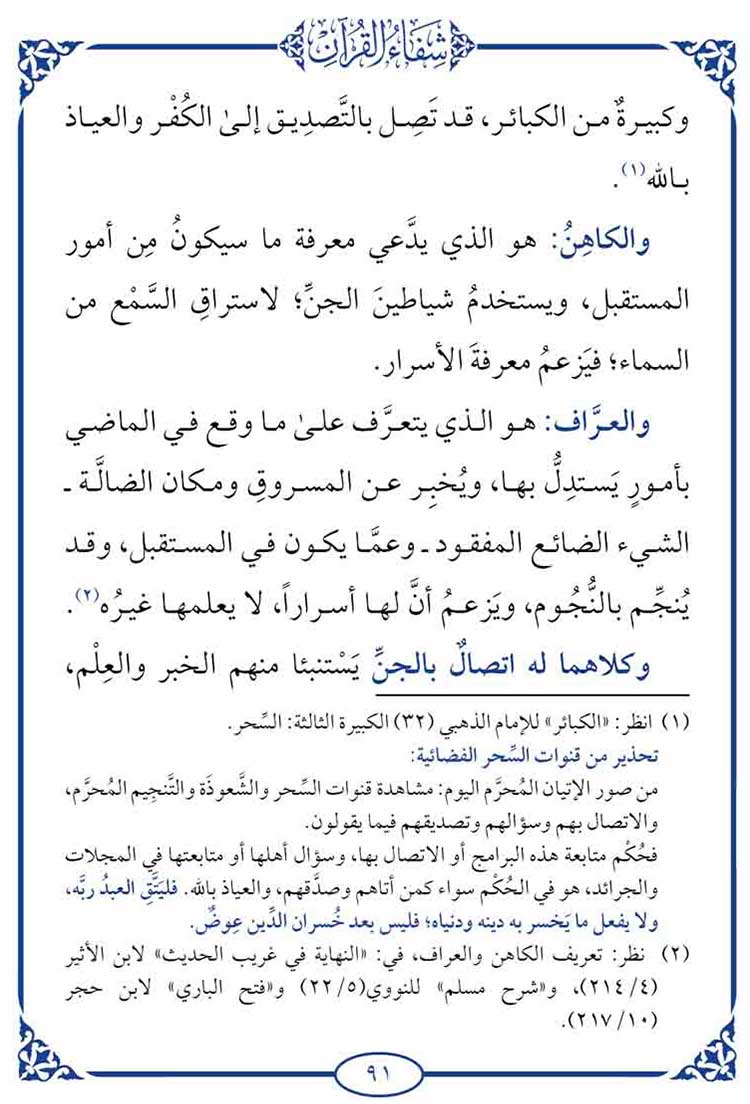 شِفَاءُ القُرْآنِ
وكبيرةٌ من الكبائر، قد تَصِل بالتَّصدِيق إلىٰ الكُفْر والعياذ
بالله(١).
والكاهِنُ: هو الذي يدَّعي معرفة ما سيكونُ مِن أمور
المستقبل، ويستخدمُ شياطينَ الجنِّ؛ لاستراقِ السَّمْع من
السماء؛ فيَزعمُ معرفةَ الأسرار.
والعرَّاف: هو الذي يتعرَّف علىٰ ما وقع في الماضي
بأمورٍ يَستدِلُّ بها، ويُخبِر عن المسروقِ ومكان الضالَّة ـ
الشيء الضائع المفقود ـ وعمَّا يكون في المستقبل، وقد
يُنجِّم بالنُّجُوم، ويَزعمُ أنَّ لها أسراراً، لا يعلمها غيرُه(٢).
وكلاهما له اتصالٌ بالجنِّ يَسْتنبئا منهم الخبر والعِلْم،
(١) انظر: «الكبائر» للإمام الذهبي (٣٢) الكبيرة الثالثة: السِّحر.
تحذير من قنوات السِّحر الفضائية:
من صور الإتيان المُحرَّم اليوم: مشاهدة قنوات السِّحر والشَّعوذَة والتَّنجِيم المُحرَّم،
والاتصال بهم وسؤالهم وتصديقهم فيما يقولون.
فحُكْم متابعة هذه البرامج أو الاتصال بها، وسؤال أهلها أو متابعتها في المجلات
والجرائد، هو في الحُكْم سواء كمن أتاهم وصدَّقهم، والعياذ بالله. فليَتَّقِ العبدُ ربَّه،
ولا يفعل ما يَخسر به دينه ودنياه؛ فليس بعد خُسران الدِّين عِوضٌ.
(٢) نظر: تعريف الكاهن والعراف، في: «النهاية في غريب الحديث» لابن الأثير
(٤/ ٢١٤)، و«شرح مسلم» للنووي(٥/ ٢٢) و«فتح الباري» لابن حجر
(١٠/ ٢١٧).
٩١